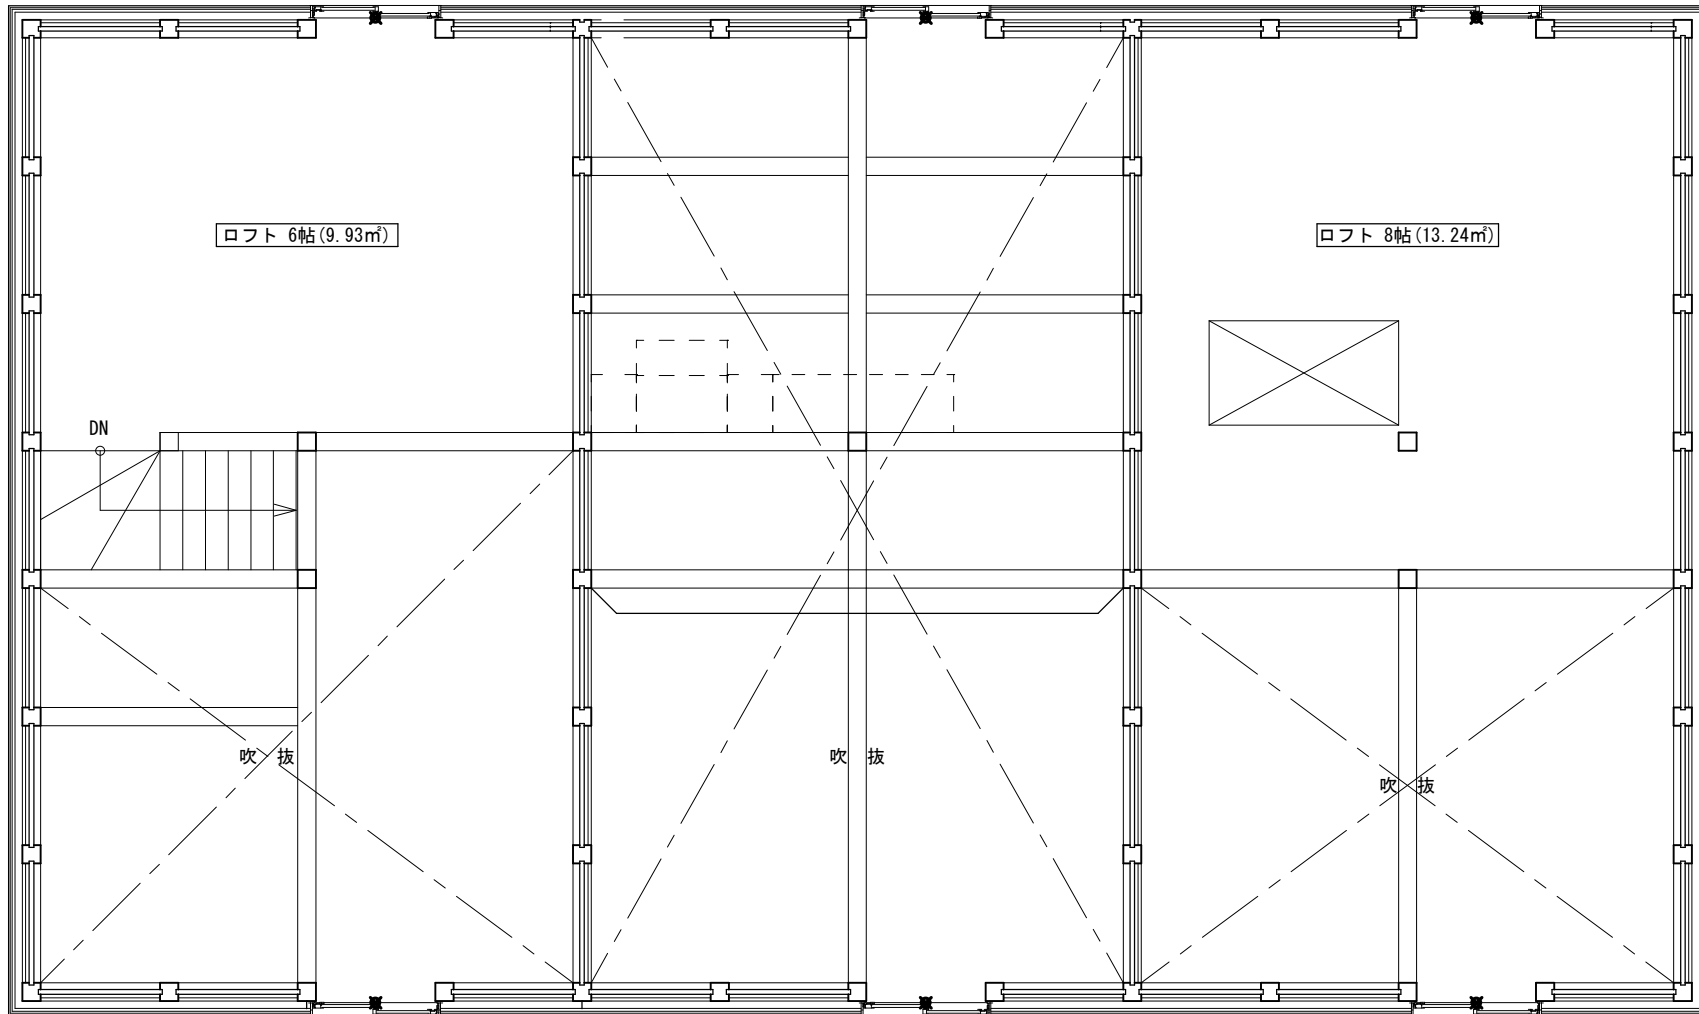 ロフト 6帖(9.93㎡)
ロフト 8帖(13.24㎡)
DN
吹 抜
吹 抜
吹 抜